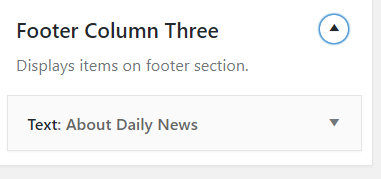 Footer Column Three
Displays items on footer section.
Text: About Daily News